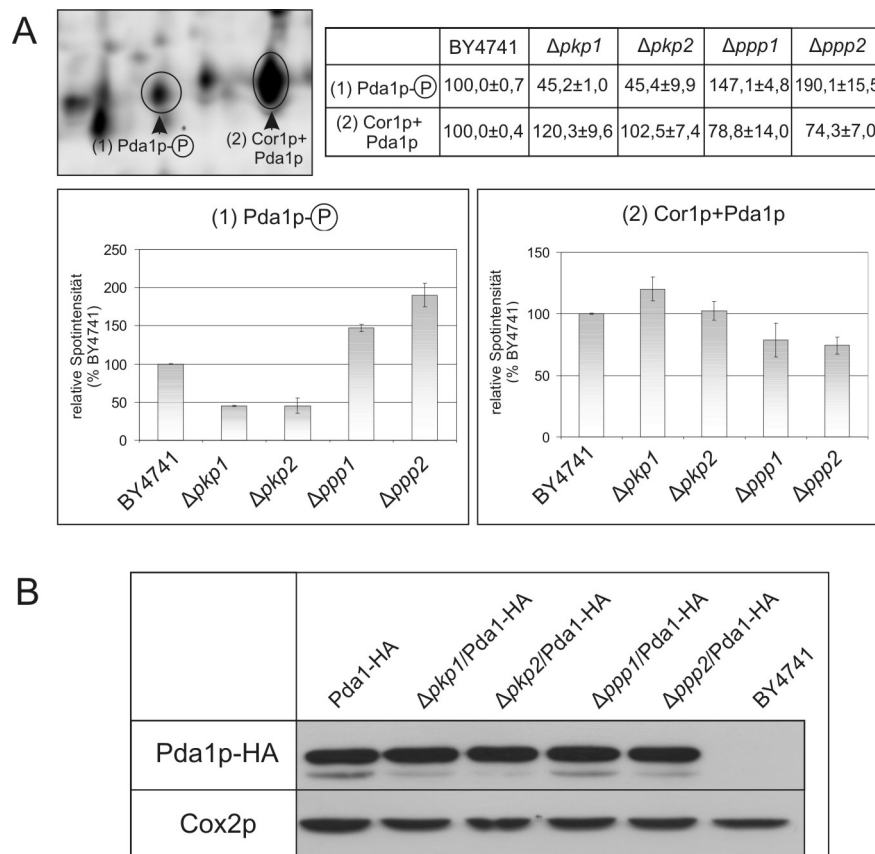 A
(1) Pda1p-P
(2) Cor1p+
Pda1p
BY4741 Δpkp1 Δpkp2 Δppp1 Δppp2
(1) Pda1p-P 100,0±0,7 45,2±1,0 45,4±9,9 147,1±4,8 190,1±15,5
(2) Cor1p+
Pda1p 100,0±0,4 120,3±9,6 102,5±7,4 78,8±14,0 74,3±7,0
(1) Pda1p-P
relative Spotintensität
(% BY4741)
250
200
150
100
50
0
BY4741 Δpkp1 Δpkp2 Δppp1 Δppp2
(2) Cor1p+Pda1p
relative Spotintensität
(% BY4741)
150
100
50
0
BY4741 Δpkp1 Δpkp2 Δppp1 Δppp2
B
Pda1-HA Δpkp1/Pda1-HA Δpkp2/Pda1-HA Δppp1/Pda1-HA Δppp2/Pda1-HA BY4741
Pda1p-HA
Cox2p